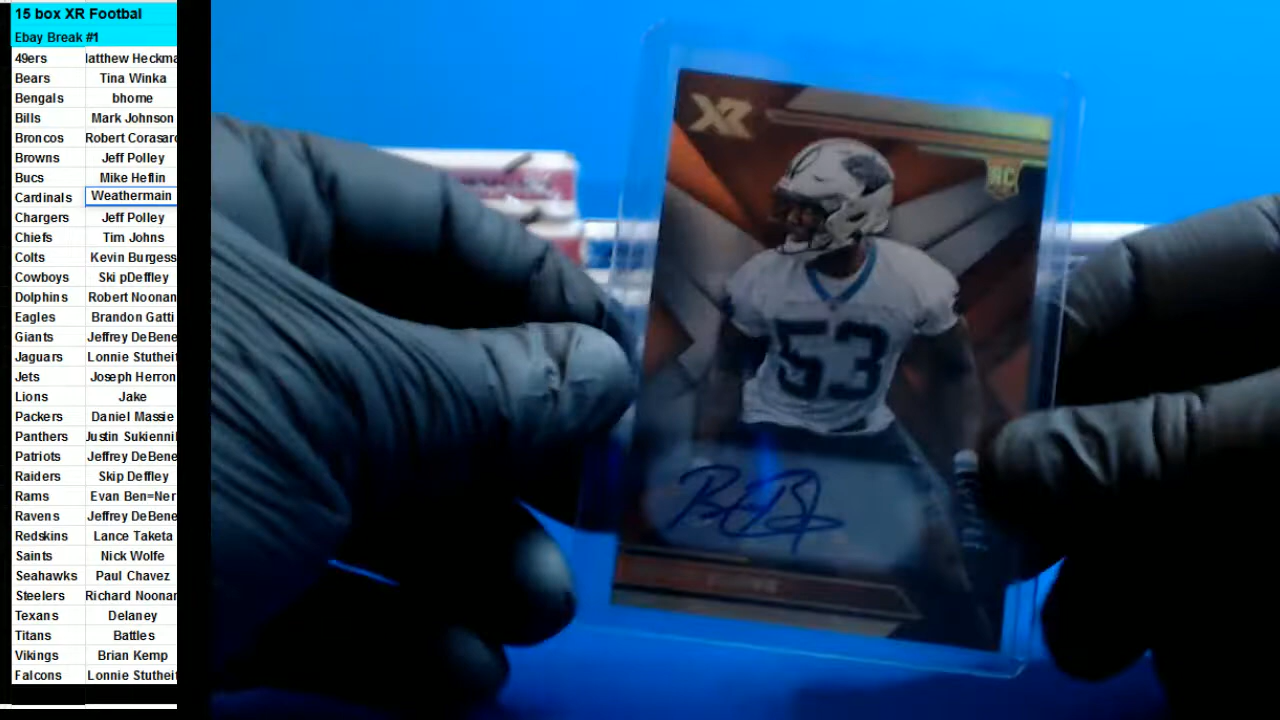 15 box XR Footbal
Ebay Break #1
49ers latthew Heckma
Bears Tina Winka
Bengals bhome
Bills Mark Johnson
Broncos Robert Corasarc
Browns Jeff Polley
Bucs Mike Heflin
Cardinals Weathermain
Chargers Jeff Polley
Chiefs Tim Johns
Colts Kevin Burgess
Cowboys Ski pDeffley
Dolphins Robert Noonan
Eagles Brandon Gatti
Giants Jeffrey DeBene
Jaguars Lonnie Stutheit
Jets Joseph Herron
Lions Jake
Packers Daniel Massie
Panthers Justin Sukienni
Patriots Jeffrey DeBene
Raiders Skip Deffley
Rams Evan Ben=Ner
Ravens Jeffrey DeBene
Redskins Lance Taketa
Saints Nick Wolfe
Seahawks Paul Chavez
Steelers Richard Noonar
Texans Delaney
Titans Battles
Vikings Brian Kemp
Falcons Lonnie Stutheit
XR
RC
53